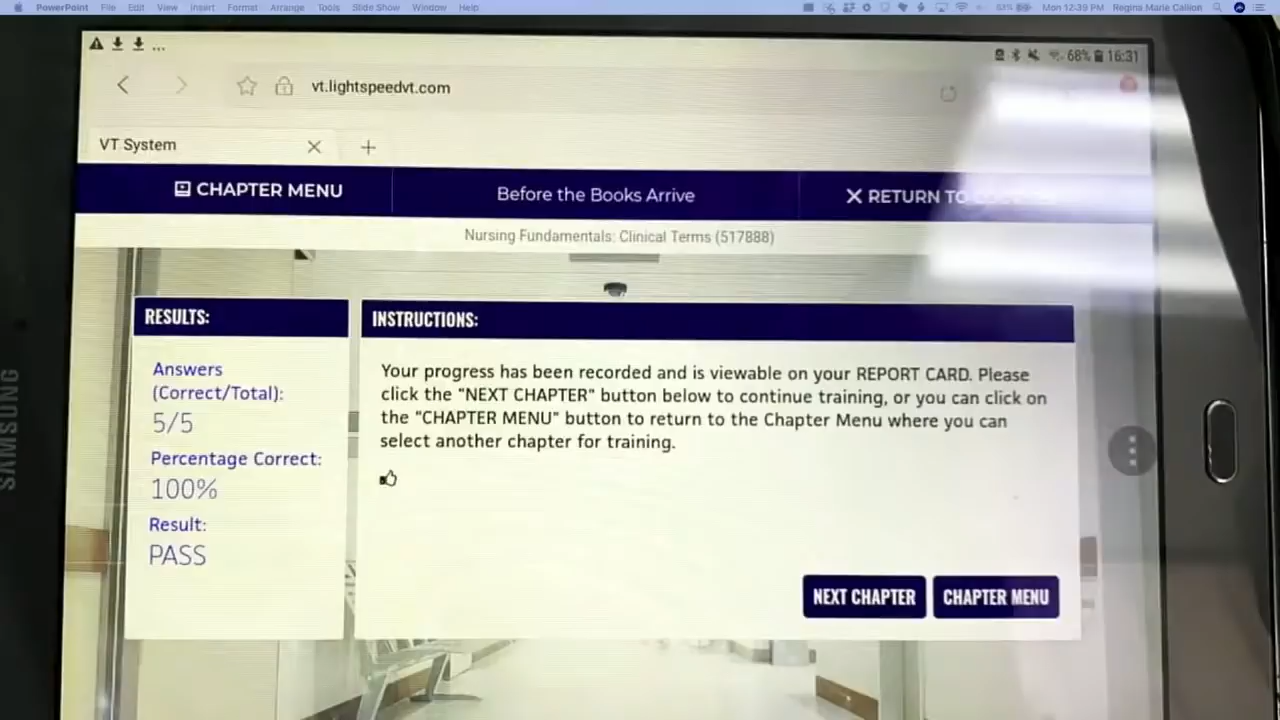 PowerPoint File Edit View Insert Format Arrange Tools Slide Show Window Help 51% Mon 12:39 PM Regina Marie Callion
... 68% 16:31
vt.lightspeedvt.com
VT System
CHAPTER MENU Before the Books Arrive RETURN TO
Nursing Fundamentals: Clinical Terms (517888)
RESULTS:
Answers
(Correct/Total):
5/5
Percentage Correct:
100%
Result:
PASS
INSTRUCTIONS:
Your progress has been recorded and is viewable on your REPORT CARD. Please
click the "NEXT CHAPTER" button below to continue training, or you can click on
the "CHAPTER MENU" button to return to the Chapter Menu where you can
select another chapter for training.
NEXT CHAPTER CHAPTER MENU
SAMSUNG